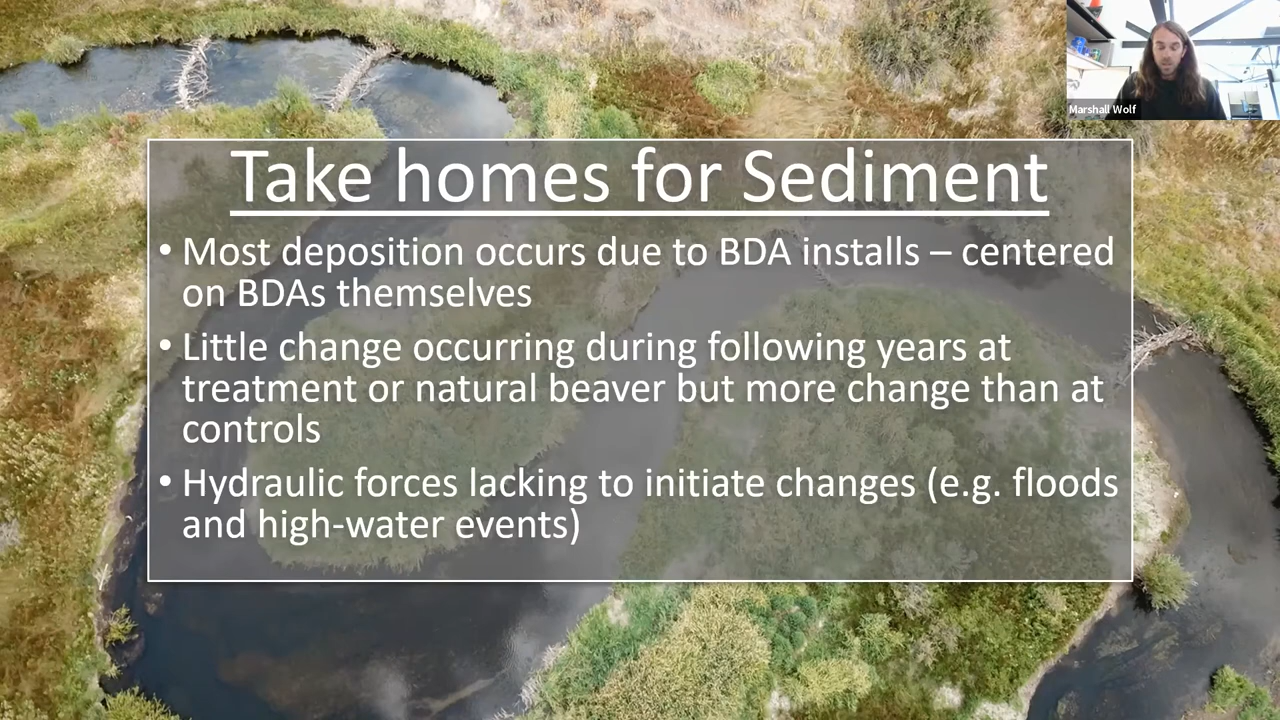 Marshall Wolf
Take homes for Sediment
• Most deposition occurs due to BDA installs – centered
on BDAs themselves
• Little change occurring during following years at
treatment or natural beaver but more change than at
controls
• Hydraulic forces lacking to initiate changes (e.g. floods
and high-water events)